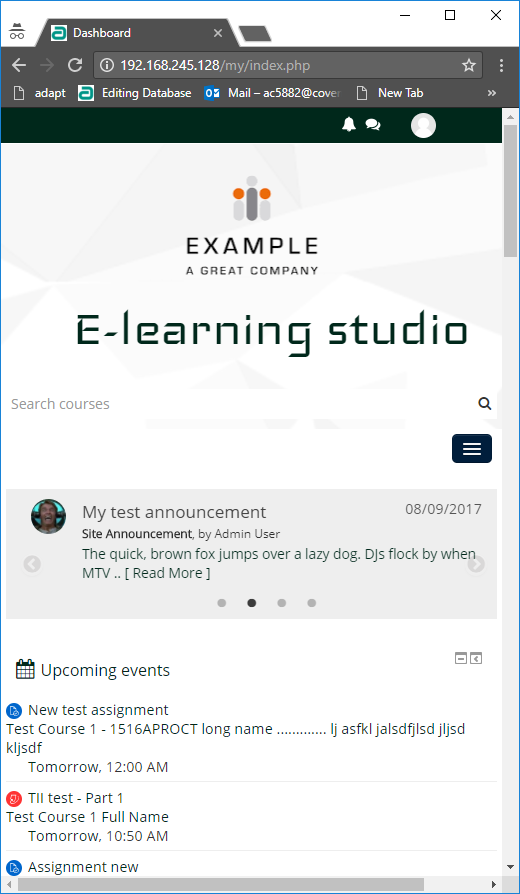 Dashboard
192.168.245.128/my/index.php
adapt
Editing Database
Mail – ac5882@cover
New Tab
»
EXAMPLE
A GREAT COMPANY
E-learning studio
Search courses
My test announcement
08/09/2017
Site Announcement, by Admin User
The quick, brown fox jumps over a lazy dog. DJs flock by when
MTV .. [ Read More ]
Upcoming events
New test assignment
Test Course 1 - 1516APROCT long name ............. lj asfkl jalsdfjlsd jljsd
kljsdf
Tomorrow, 12:00 AM
TII test - Part 1
Test Course 1 Full Name
Tomorrow, 10:50 AM
Assignment new